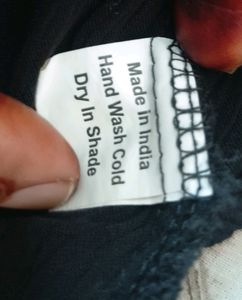 Made in India
Hand Wash Cold
Dry In Shade